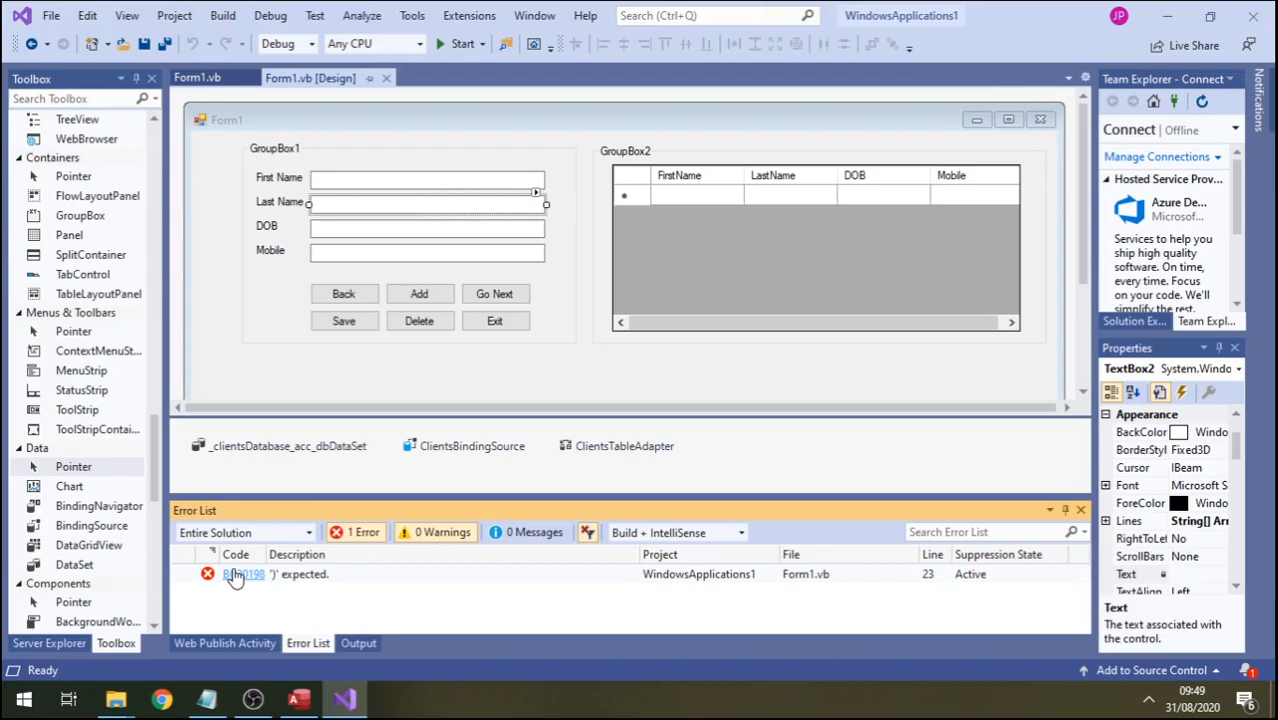 File Edit View Project Build Debug Test Analyze Tools Extensions Window Help Search (Ctrl+Q) WindowsApplications1 JP
Debug Any CPU Start Live Share
Toolbox
Search Toolbox
TreeView
WebBrowser
Containers
Pointer
FlowLayoutPanel
GroupBox
Panel
SplitContainer
TabControl
TableLayoutPanel
Menus & Toolbars
Pointer
ContextMenuSt...
MenuStrip
StatusStrip
ToolStrip
ToolStripContai...
Data
Pointer
Chart
BindingNavigator
BindingSource
DataGridView
DataSet
Components
Pointer
BackgroundWo...
Server Explorer Toolbox
Form1.vb Form1.vb [Design]
Form1
GroupBox1
First Name
Last Name
DOB
Mobile
Back Add Go Next
Save Delete Exit
GroupBox2
FirstName LastName DOB Mobile
_clientsDatabase_acc_dbDataSet ClientsBindingSource ClientsTableAdapter
Error List
Entire Solution 1 Error 0 Warnings 0 Messages Build + IntelliSense Search Error List
Code Description Project File Line Suppression State
')' expected. WindowsApplications1 Form1.vb 23 Active
Web Publish Activity Error List Output
Team Explorer - Connect
Connect | Offline
Manage Connections
Hosted Service Prov...
Azure De...
Microsof...
Services to help you
ship high quality
software. On time,
every time. Focus
on your code. We'll
Solution Ex... Team Expl...
Properties
TextBox2 System.Windo
Appearance
BackColor Windo
BorderStyl Fixed3D
Cursor IBeam
Font Microsoft S
ForeColor Windo
Lines String[] Arr
RightToLef No
ScrollBars None
Text
TextAlign Left
Text
The text associated with
the control.
Notifications
Ready Add to Source Control 1
09:49
31/08/2020
6